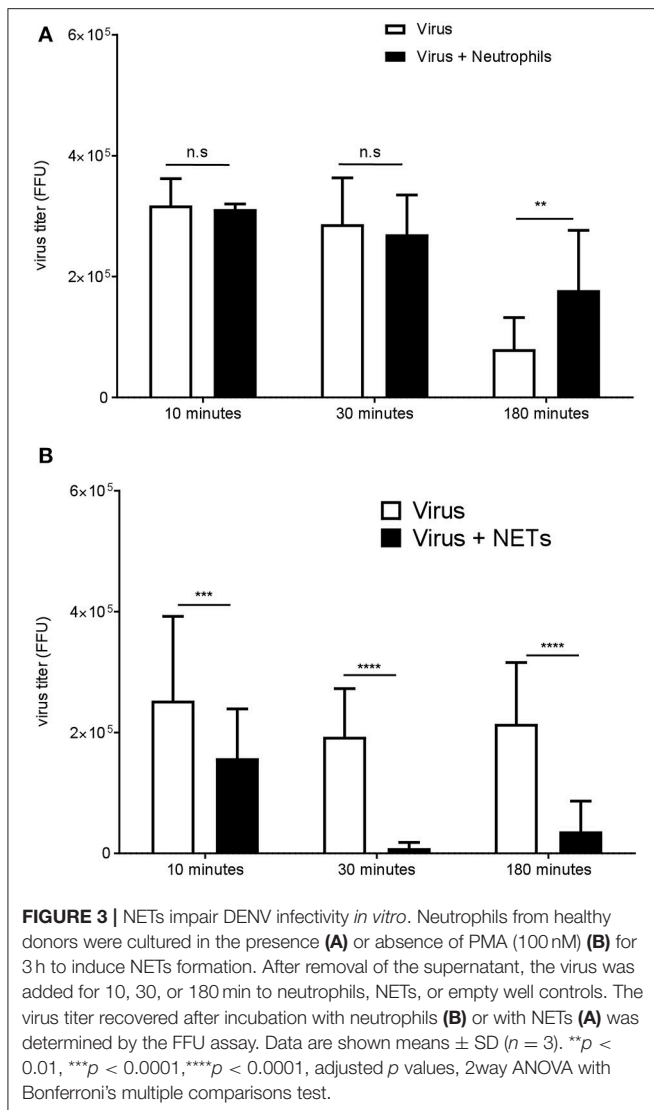 A
6×10⁵
4×10⁵
2×10⁵
0
virus titer (FFU)
Virus
Virus + Neutrophils
n.s
n.s
**
10 minutes
30 minutes
180 minutes
B
6×10⁵
4×10⁵
2×10⁵
0
virus titer (FFU)
Virus
Virus + NETs
***
****
****
10 minutes
30 minutes
180 minutes
FIGURE 3 | NETs impair DENV infectivity in vitro. Neutrophils from healthy
donors were cultured in the presence (A) or absence of PMA (100 nM) (B) for
3 h to induce NETs formation. After removal of the supernatant, the virus was
added for 10, 30, or 180 min to neutrophils, NETs, or empty well controls. The
virus titer recovered after incubation with neutrophils (B) or with NETs (A) was
determined by the FFU assay. Data are shown means ± SD (n = 3). **p <
0.01, ***p < 0.0001,****p < 0.0001, adjusted p values, 2way ANOVA with
Bonferroni's multiple comparisons test.